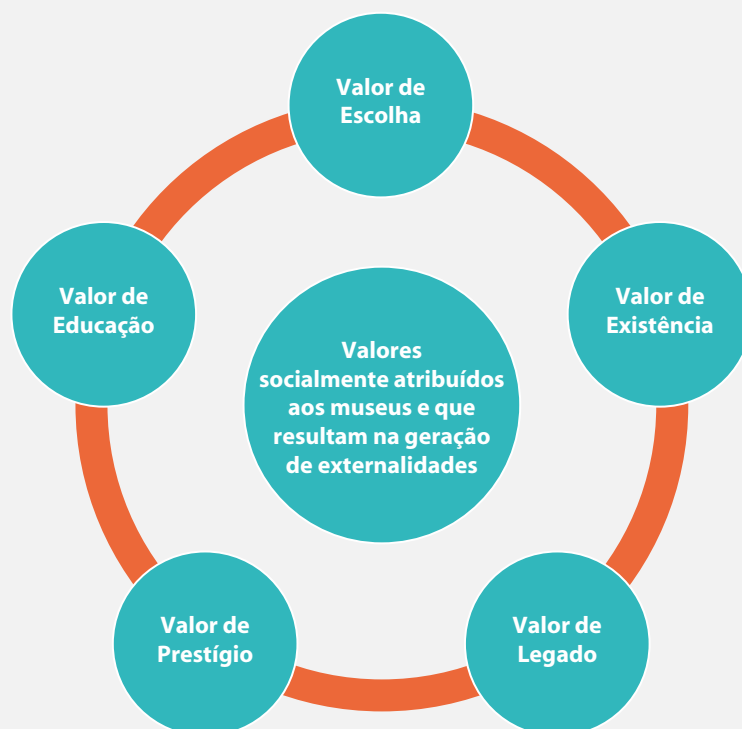 Valor de
Escolha
Valor de
Educação
Valor de
Existência
Valores
socialmente atribuídos
aos museus e que
resultam na geração
de externalidades
Valor de
Prestígio
Valor de
Legado